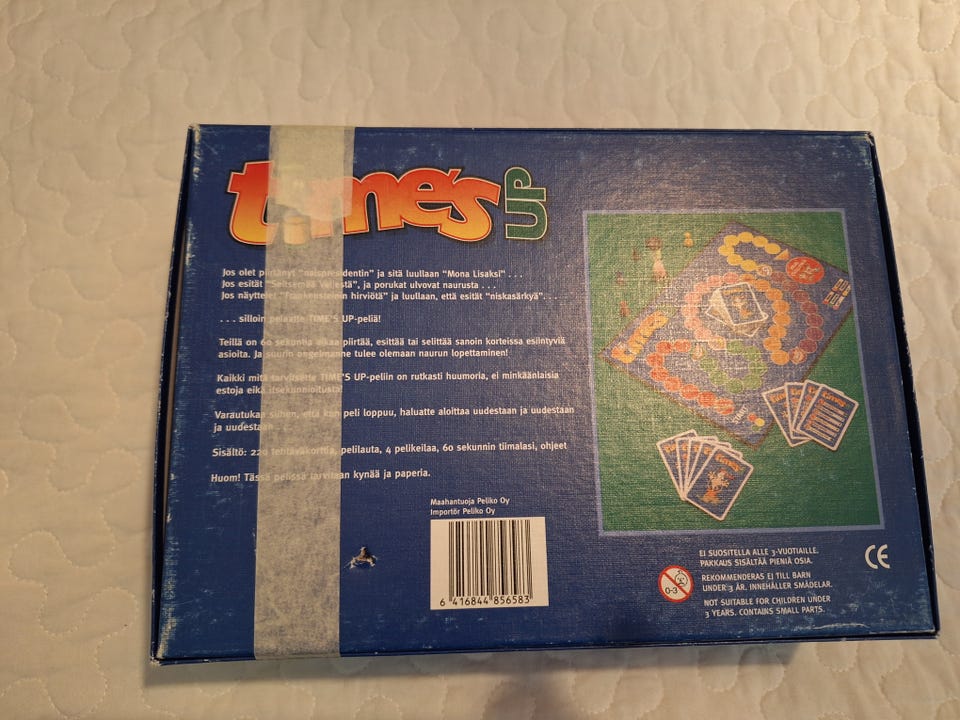 time's UP
Jos olet piirtänyt "naispresidentin" ja sitä luullaan "Mona Lisaksi" . . .
Jos esität "Seitsemää veljestä", ja porukat ulvovat naurusta . . .
Jos näyttelet "Frankensteinin hirviötä" ja luullaan, että esität "niskasärkyä". . .
. . . silloin pelaatte TIME'S UP-peliä!
Teillä on 60 sekuntia aikaa piirtää, esittää tai selittää sanoin korteissa esiintyviä
asioita. Ja suurin ongelmanne tulee olemaan naurun lopettaminen!
Kaikki mitä tarvitsette TIME'S UP-peliin on rutkasti huumoria, ei minkäänlaisia
estoja eikä itsekunnioitusta!
Varautukaa siihen, että kun peli loppuu, haluatte aloittaa uudestaan ja uudestaan
ja uudestaan
Sisältö: 220 tehtäväkorttia, pelilauta, 4 pelikeilaa, 60 sekunnin tiimalasi, ohjeet
Huom! Tässä pelissä tarvitaan kynää ja paperia.
Maahantuoja Peliko Oy
Importör Peliko Oy
6 416844 856583
EI SUOSITELLA ALLE 3-VUOTIAILLE.
PAKKAUS SISÄLTÄÄ PIENIÄ OSIA.
0-3
REKOMMENDERAS EJ TILL BARN
UNDER 3 ÅR. INNEHÅLLER SMÅDELAR.
NOT SUITABLE FOR CHILDREN UNDER
3 YEARS. CONTAINS SMALL PARTS.
CE